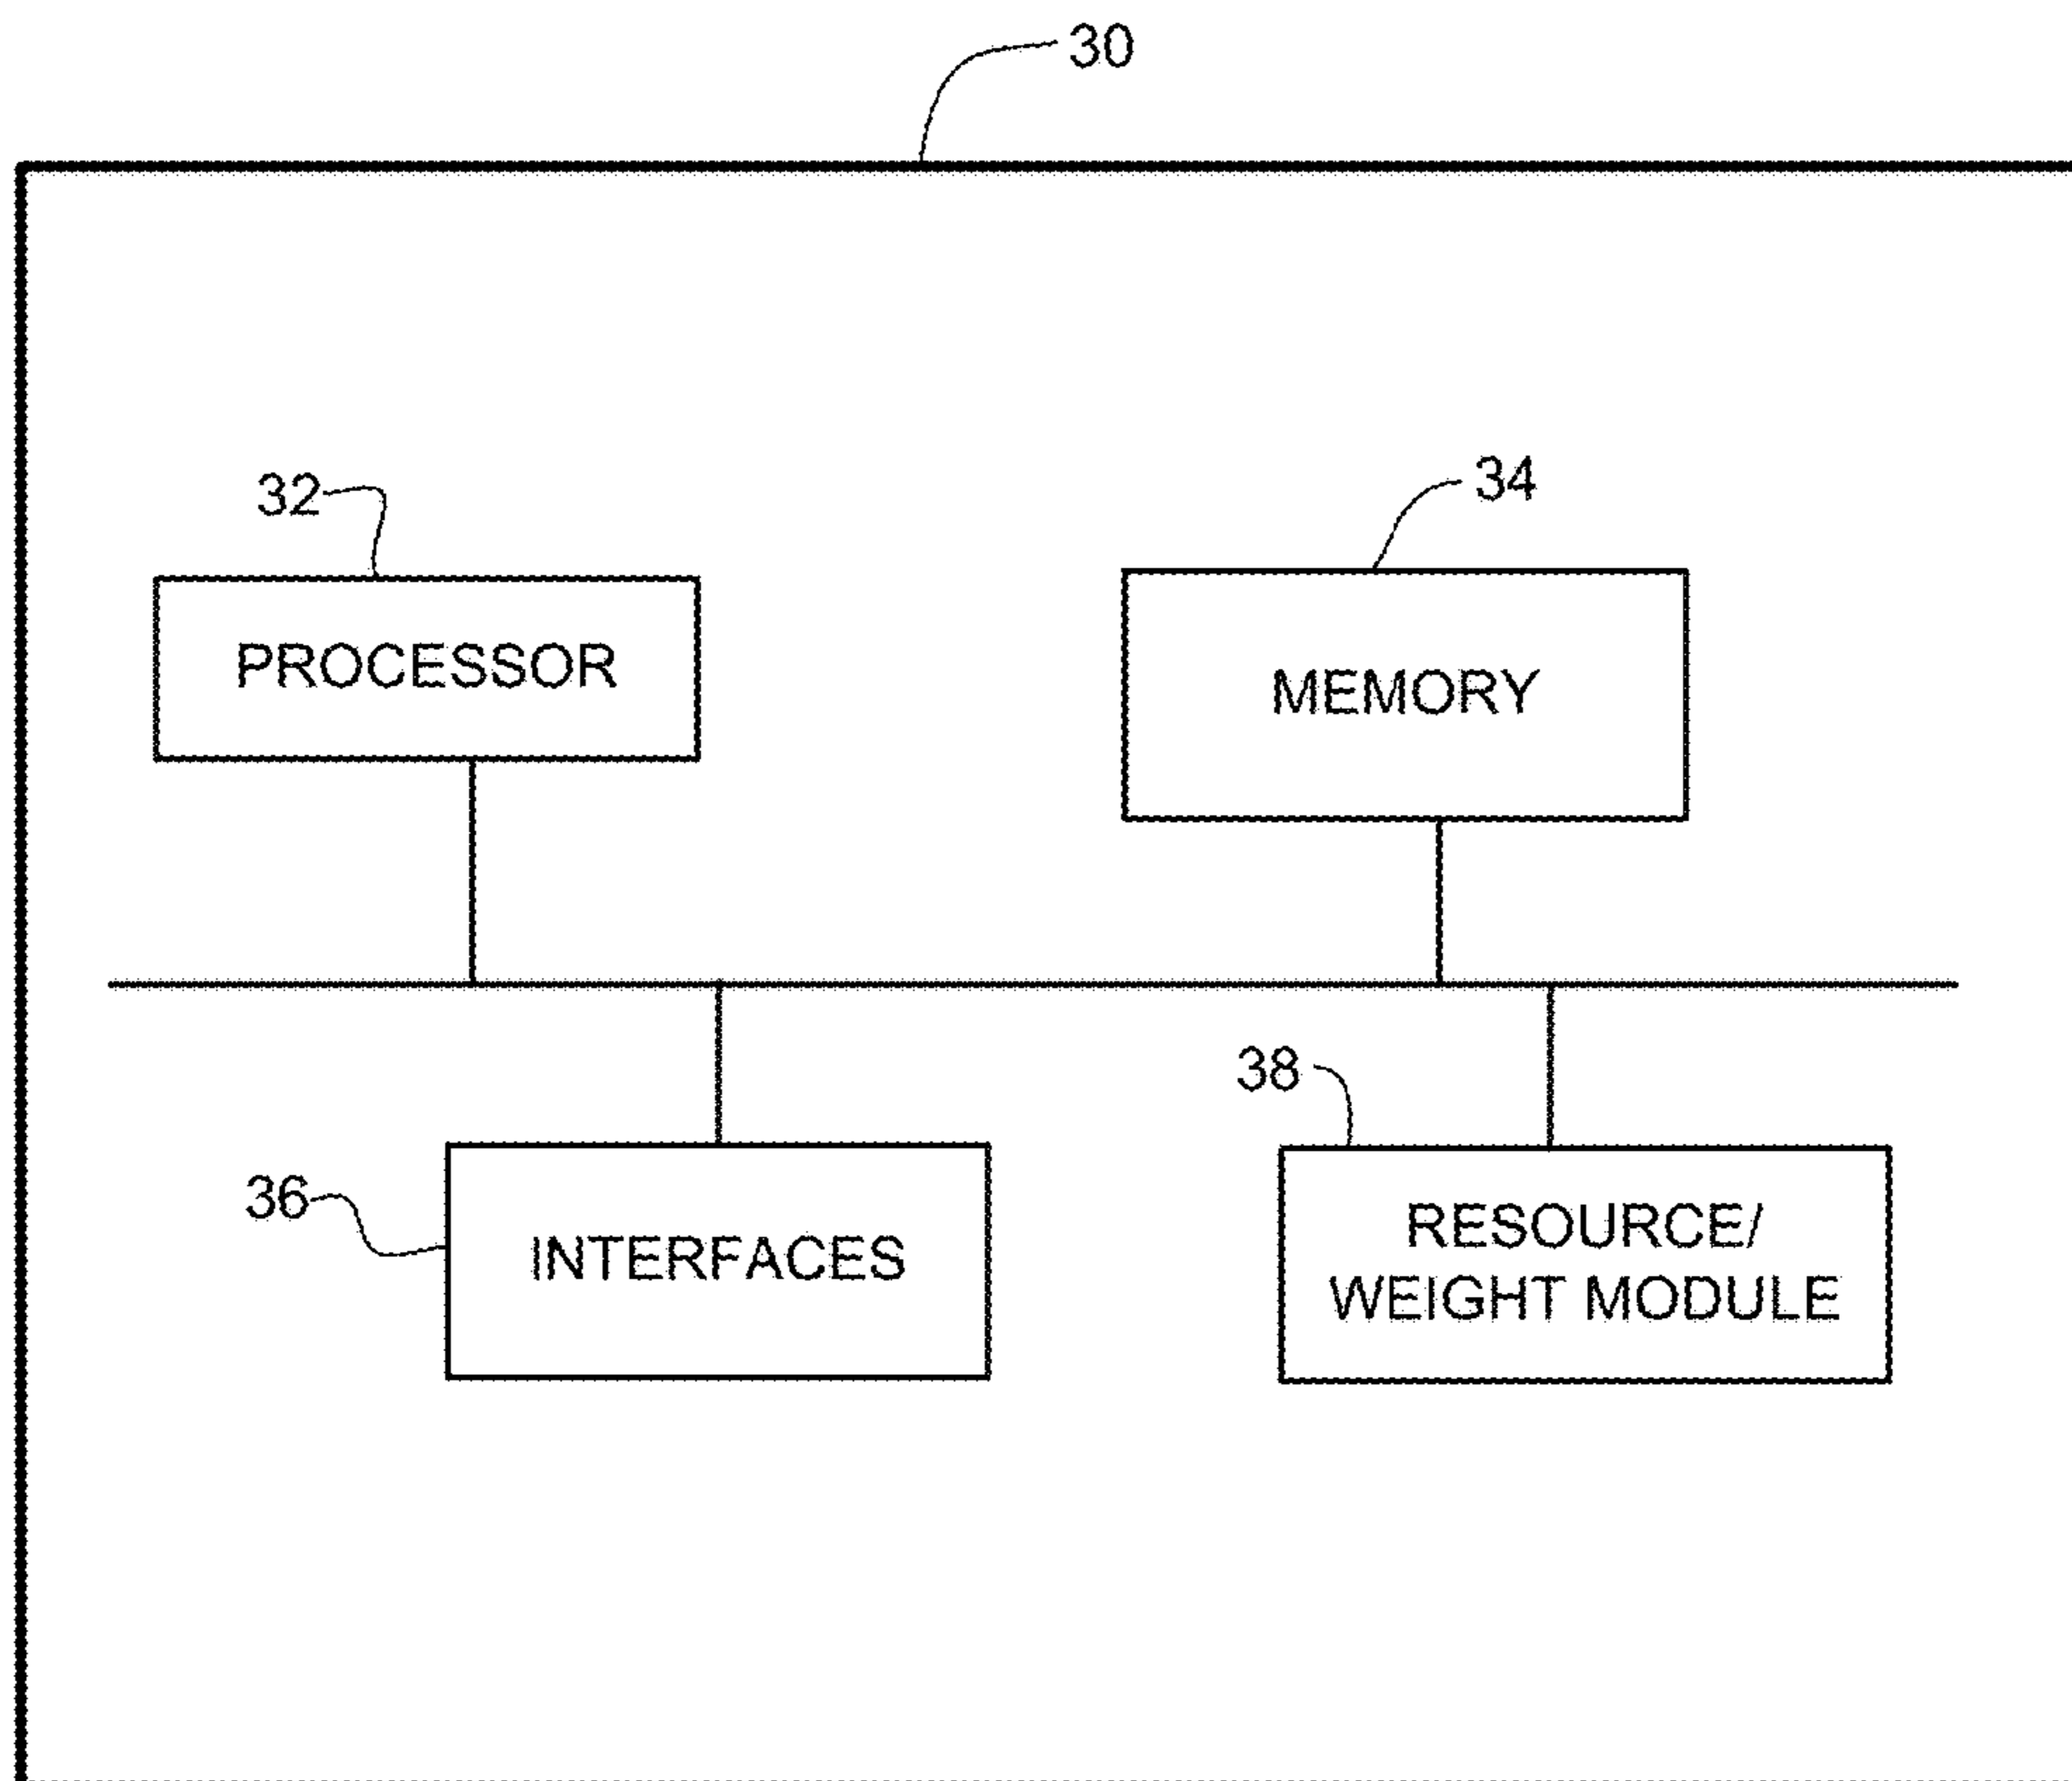 30
32
34
PROCESSOR
MEMORY
38
36
INTERFACES
RESOURCE/
WEIGHT MODULE